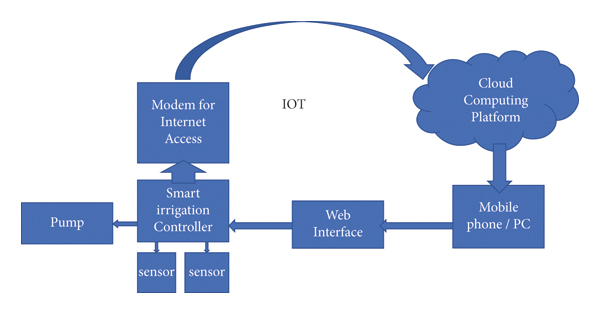 Modem for
Internet
Access
IOT
Cloud
Computing
Platform
Pump
Smart
irrigation
Controller
Web
Interface
Mobile
phone / PC
sensor
sensor